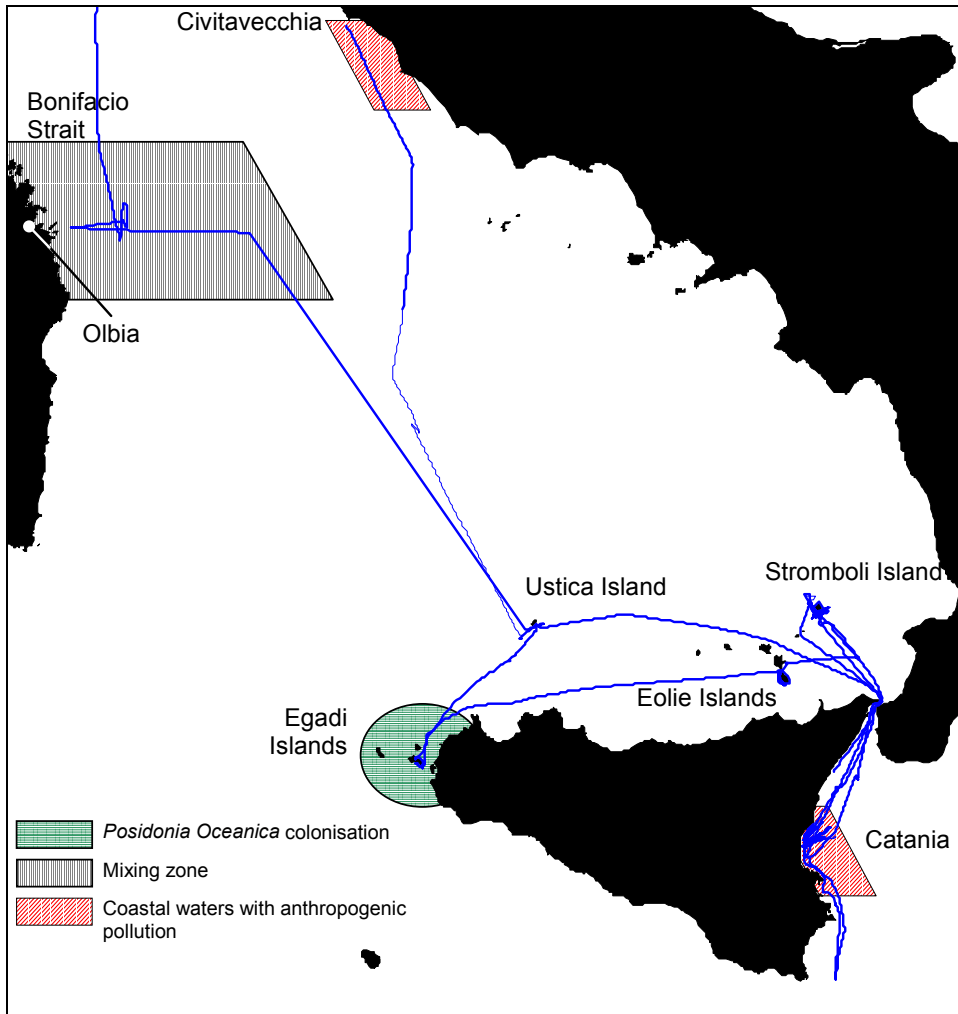 Civitavecchia
Bonifacio
Strait
Olbia
Ustica Island
Stromboli Island
Eolie Islands
Egadi
Islands
Catania
Posidonia Oceanica colonisation
Mixing zone
Coastal waters with anthropogenic
pollution